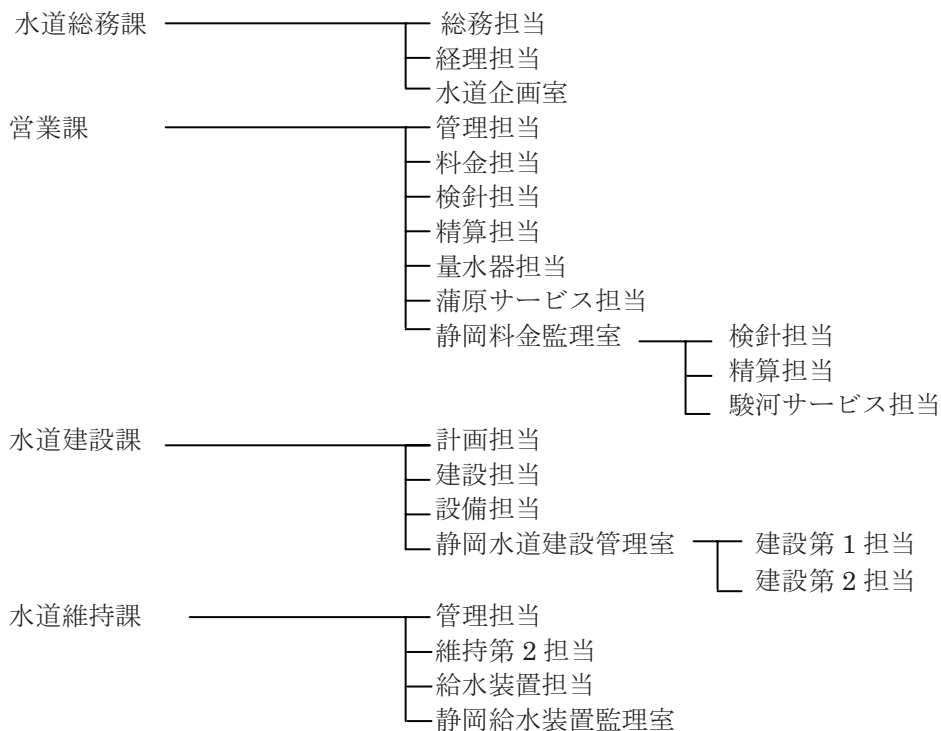 水道総務課 総務担当
経理担当
水道企画室
営業課 管理担当
料金担当
検針担当
精算担当
量水器担当
蒲原サービス担当
静岡料金監理室 検針担当
精算担当
駿河サービス担当
水道建設課 計画担当
建設担当
設備担当
静岡水道建設管理室 建設第1担当
建設第2担当
水道維持課 管理担当
維持第2担当
給水装置担当
静岡給水装置監理室